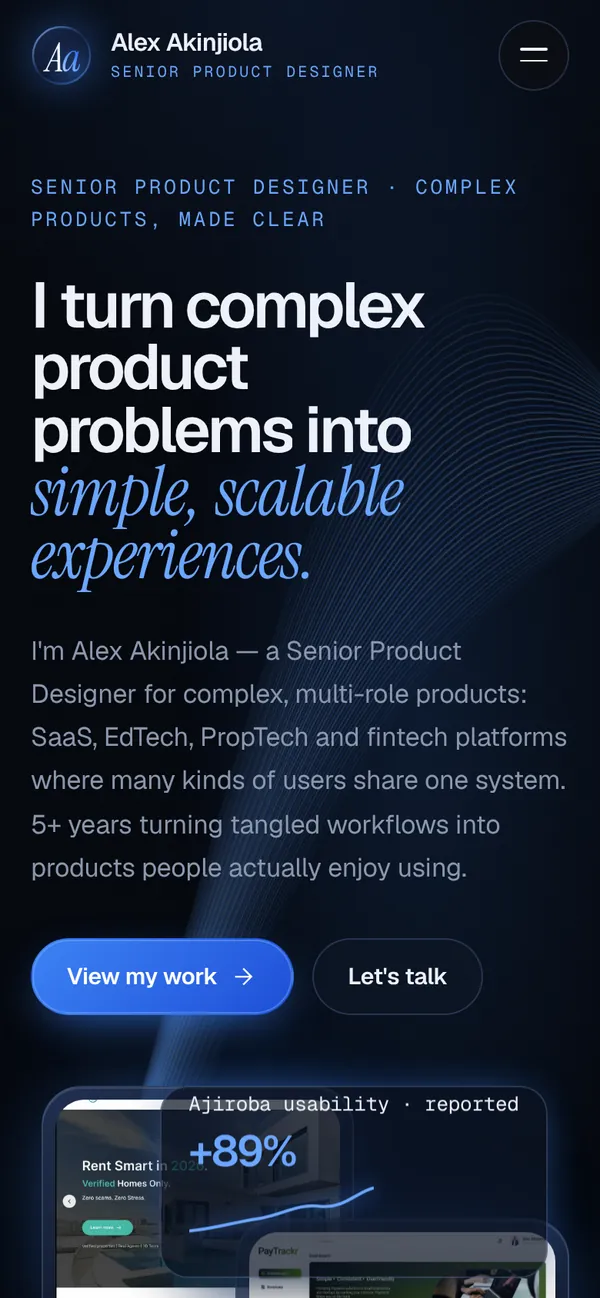 Aa
Alex Akinjiola
SENIOR PRODUCT DESIGNER
SENIOR PRODUCT DESIGNER · COMPLEX
PRODUCTS, MADE CLEAR
I turn complex
product
problems into
simple, scalable
experiences.
I'm Alex Akinjiola — a Senior Product
Designer for complex, multi-role products:
SaaS, EdTech, PropTech and fintech platforms
where many kinds of users share one system.
5+ years turning tangled workflows into
products people actually enjoy using.
View my work →
Let's talk
Ajiroba usability · reported
+89%
Rent Smart in 2026.
Verified Homes Only.
Zero scams. Zero Stress.
PayTrackr